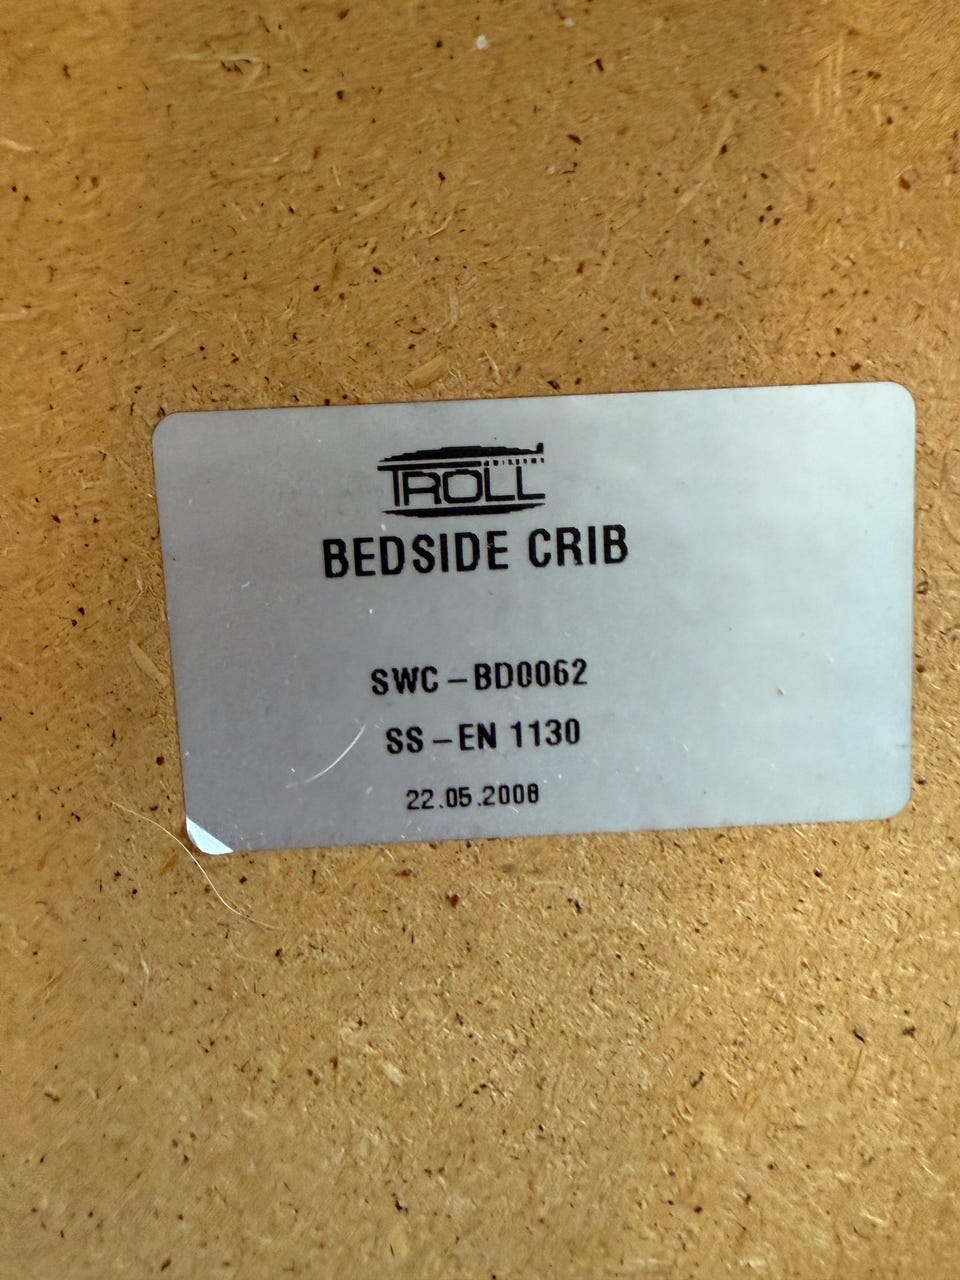 TROLL
BEDSIDE CRIB
SWC – BD0062
SS – EN 1130
22.05.2008